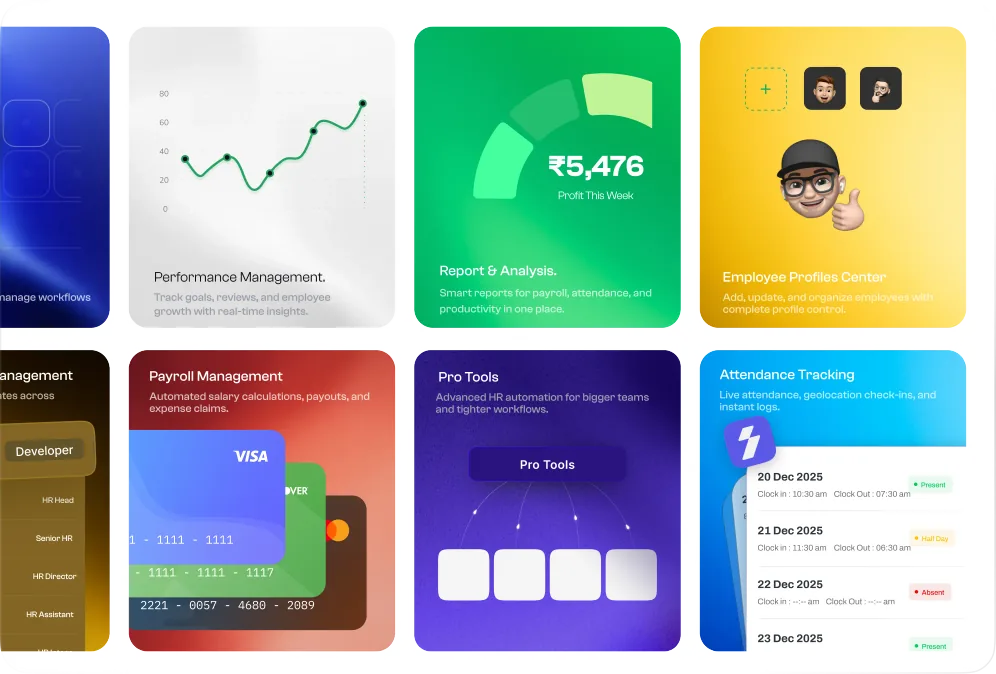 manage workflows
80
60
40
20
0
Performance Management.
Track goals, reviews, and employee
growth with real-time insights.
₹5,476
Profit This Week
Report & Analysis.
Smart reports for payroll, attendance, and
productivity in one place.
+
Employee Profiles Center
Add, update, and organize employees with
complete profile control.
anagement
ates across
Developer
HR Head
Senior HR
HR Director
HR Assistant
Payroll Management
Automated salary calculations, payouts, and
expense claims.
VISA
OVER
1 - 1111 - 1111
- 1111 - 1111 - 1117
2221 - 0057 - 4680 - 2089
Pro Tools
Advanced HR automation for bigger teams
and tighter workflows.
Pro Tools
Attendance Tracking
Live attendance, geolocation check-ins, and
instant logs.
20 Dec 2025
Clock in : 10:30 am Clock Out : 07:30 am
Present
21 Dec 2025
Clock in : 11:30 am Clock Out : 06:30 am
Half Day
22 Dec 2025
Clock in : --:-- am Clock Out : --:-- am
Absent
23 Dec 2025
Present